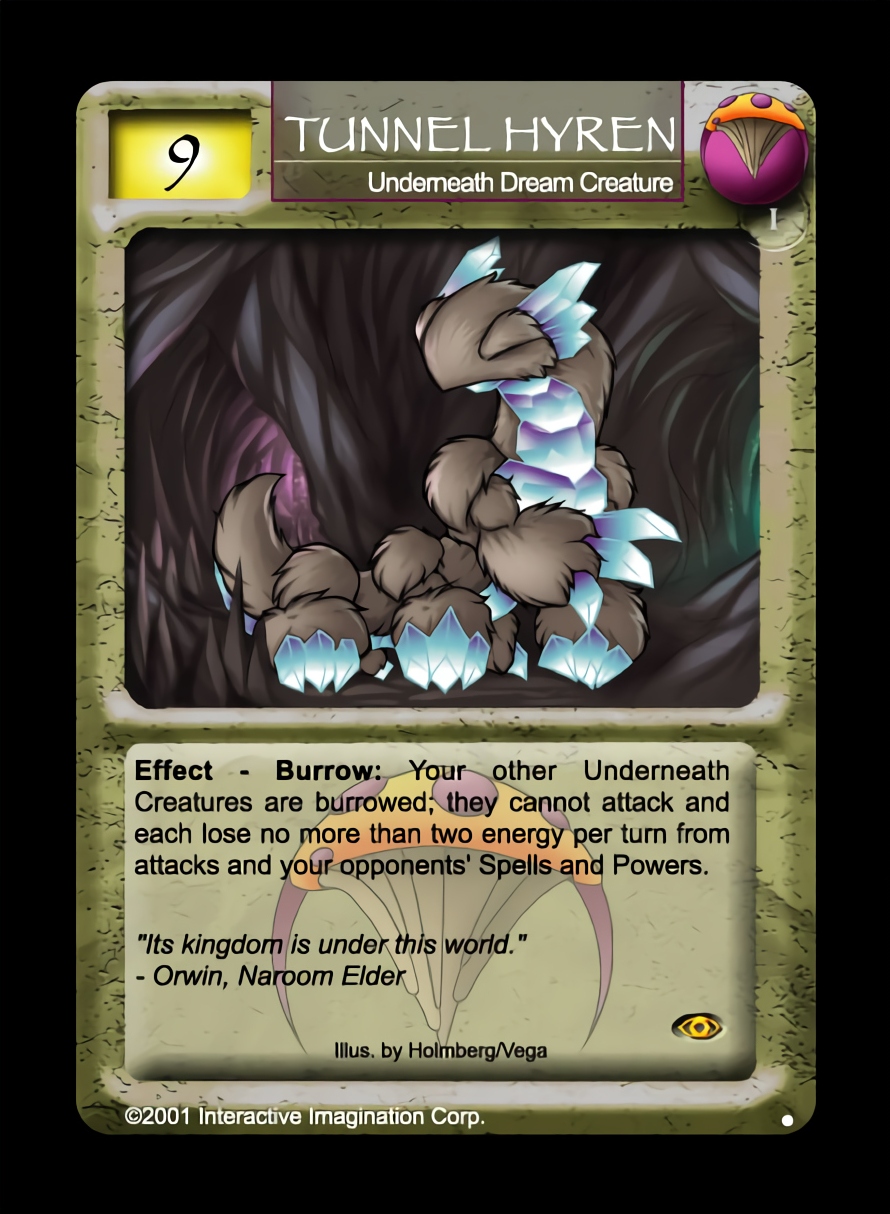 9
TUNNEL HYREN
Underneath Dream Creature
I
Effect - Burrow: Your other Underneath
Creatures are burrowed; they cannot attack and
each lose no more than two energy per turn from
attacks and your opponents' Spells and Powers.
"Its kingdom is under this world."
- Orwin, Naroom Elder
Illus. by Holmberg/Vega
©2001 Interactive Imagination Corp.